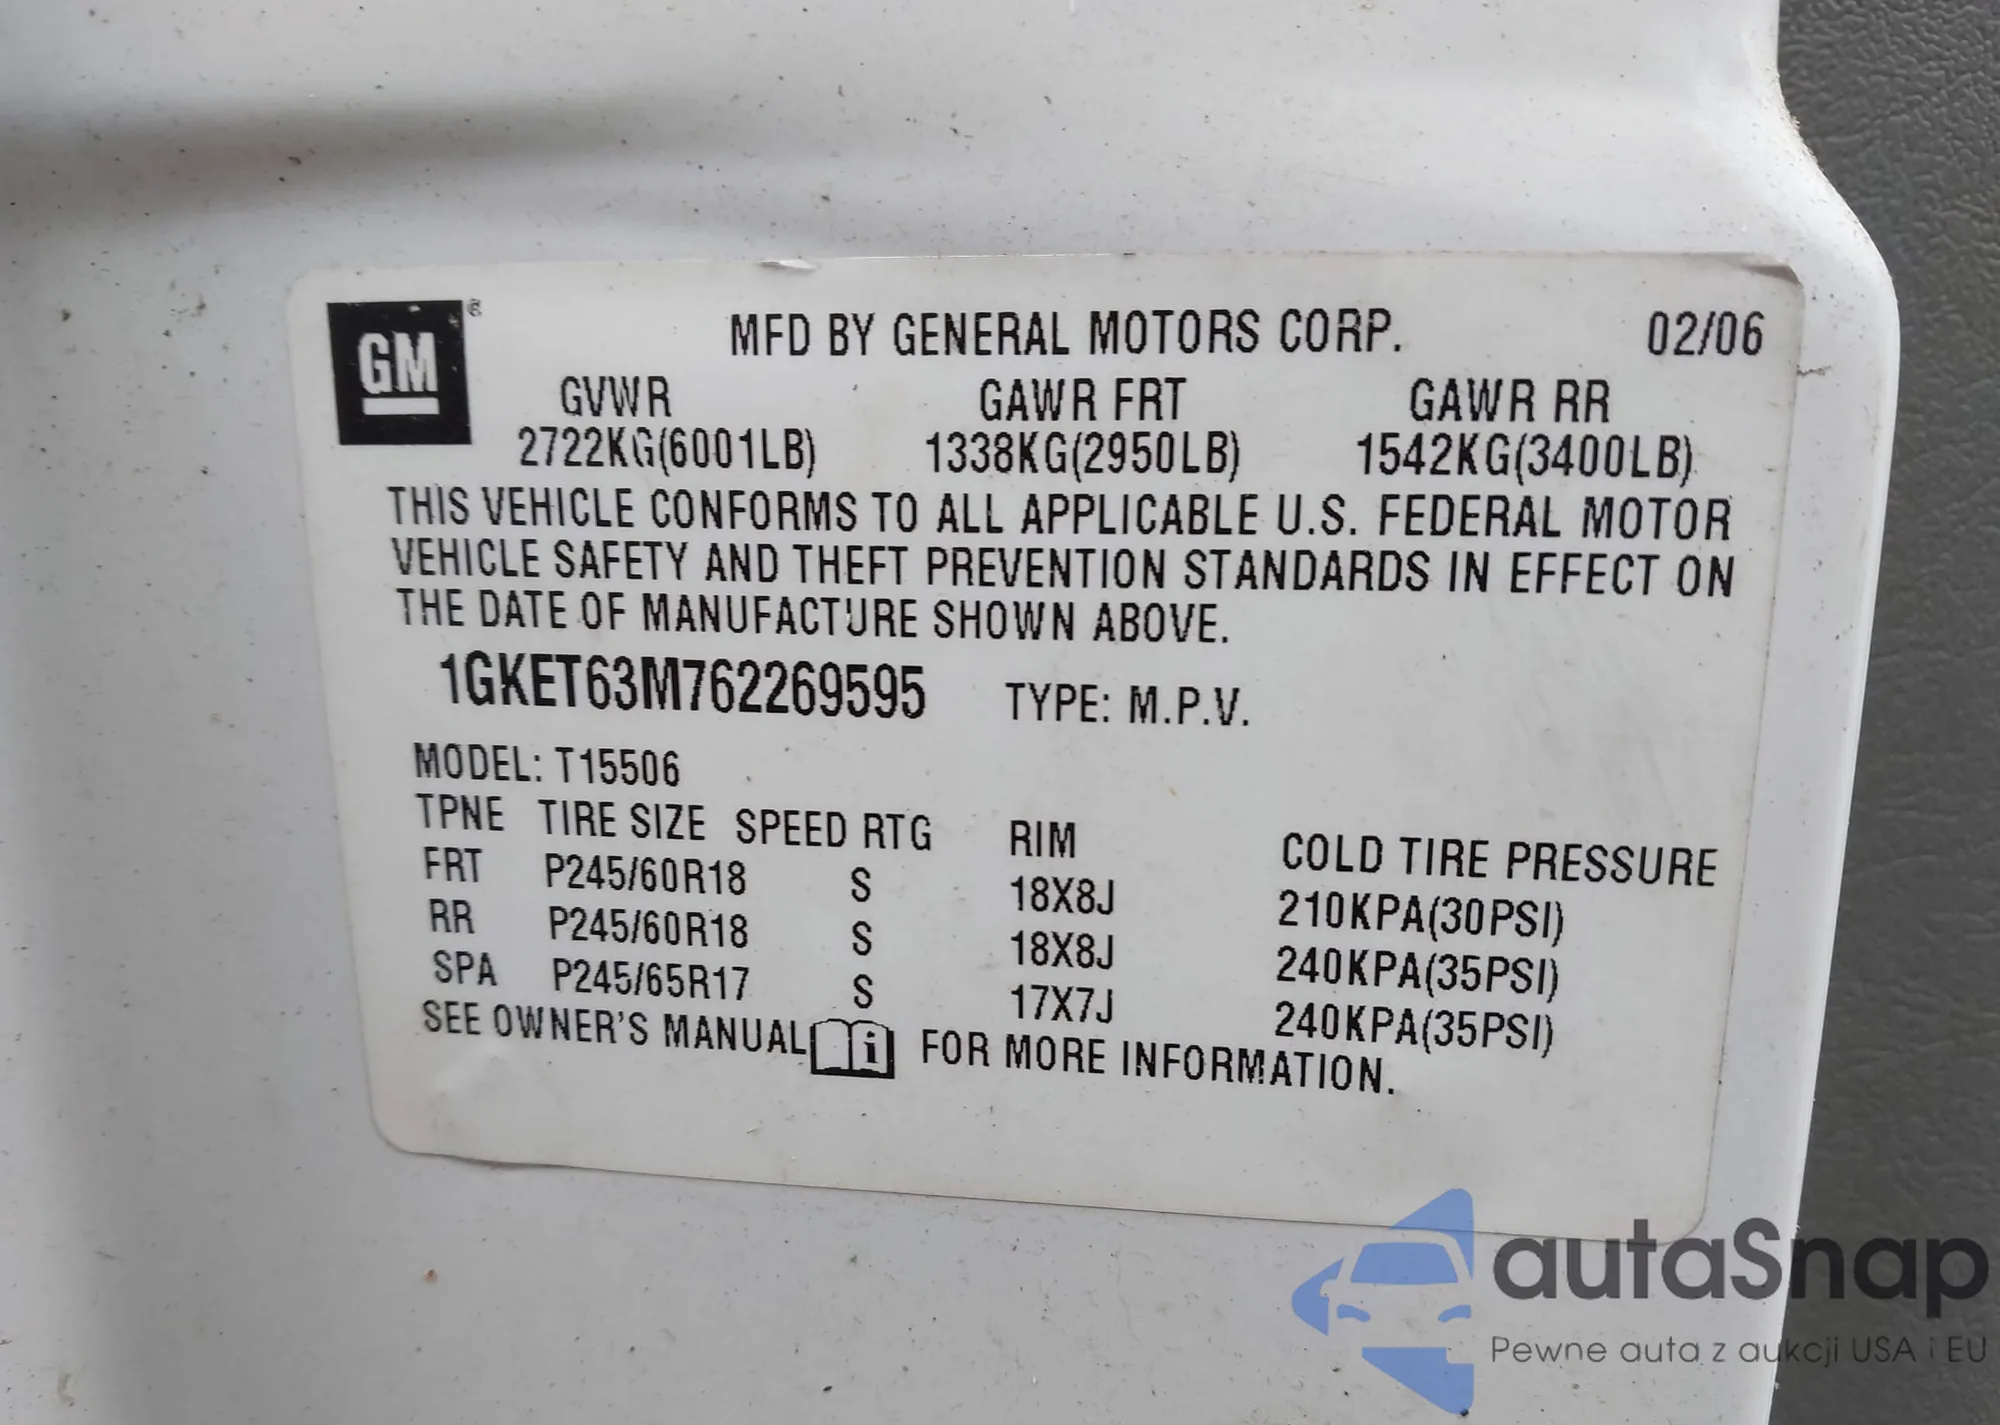 GM®
MFD BY GENERAL MOTORS CORP. 02/06
GVWR GAWR FRT GAWR RR
2722KG(6001LB) 1338KG(2950LB) 1542KG(3400LB)
THIS VEHICLE CONFORMS TO ALL APPLICABLE U.S. FEDERAL MOTOR
VEHICLE SAFETY AND THEFT PREVENTION STANDARDS IN EFFECT ON
THE DATE OF MANUFACTURE SHOWN ABOVE.
1GKET63M762269595 TYPE: M.P.V.
MODEL: T15506
TPNE TIRE SIZE SPEED RTG RIM COLD TIRE PRESSURE
FRT P245/60R18 S 18X8J 210KPA(30PSI)
RR P245/60R18 S 18X8J 240KPA(35PSI)
SPA P245/65R17 S 17X7J 240KPA(35PSI)
SEE OWNER'S MANUAL i FOR MORE INFORMATION.
autaSnap
Pewne auta z aukcji USA i EU